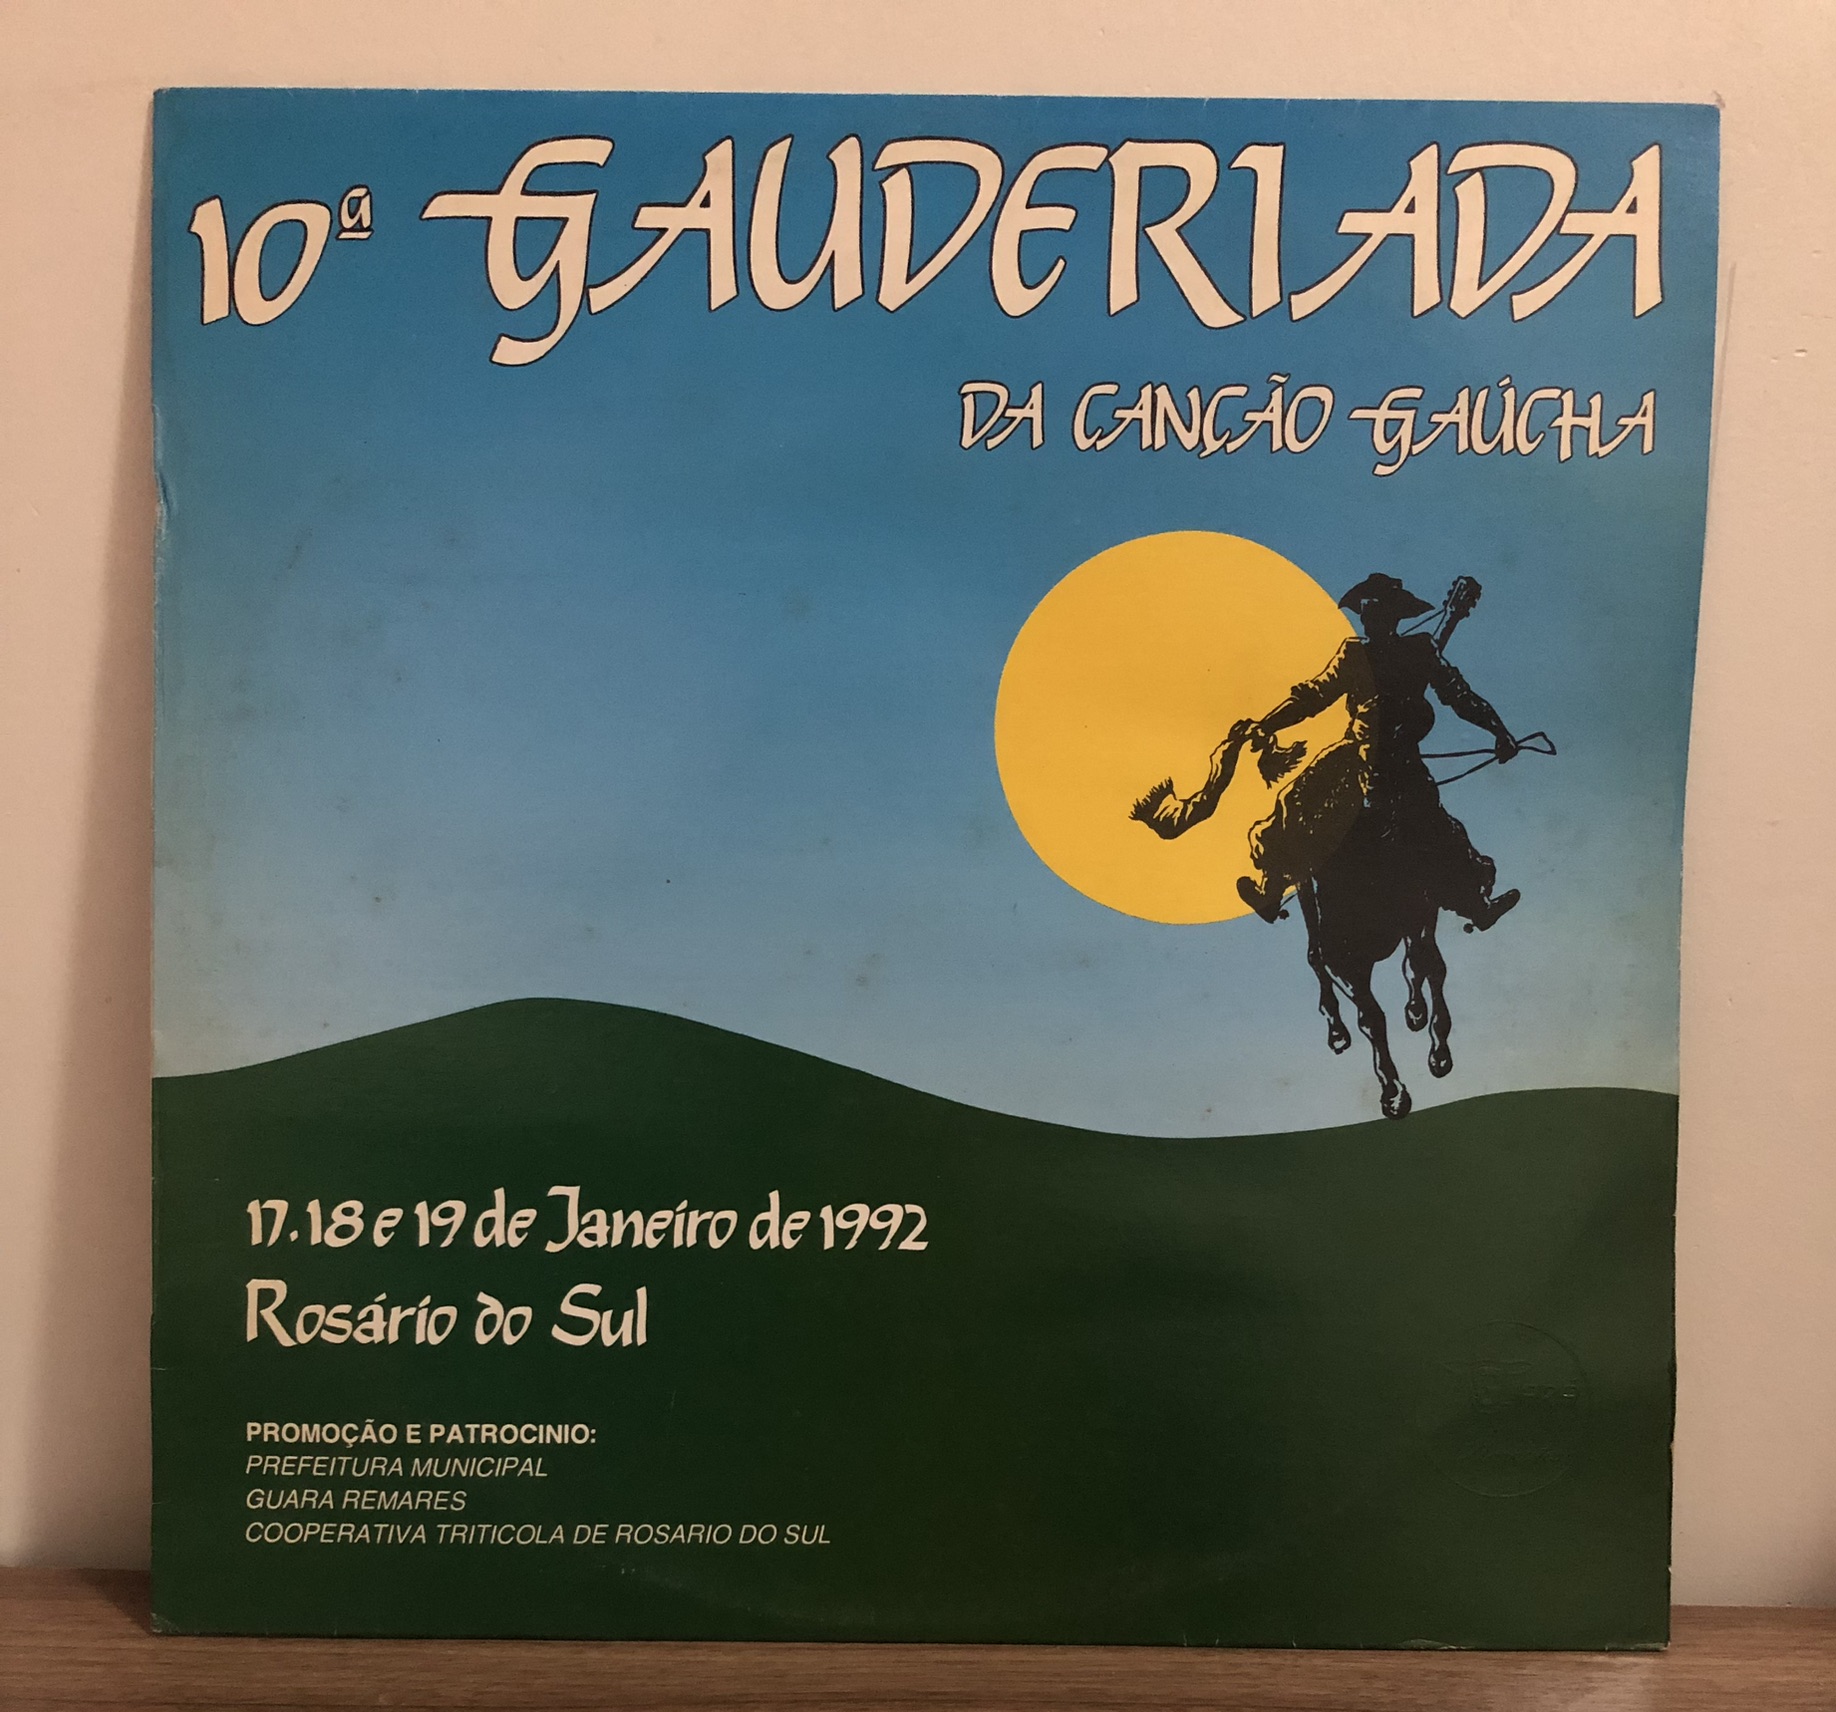 10ª GAUDERIADA
DA CANÇÃO GAÚCHA
17.18 e 19 de Janeiro de 1992
Rosário do Sul
PROMOÇÃO E PATROCINIO:
PREFEITURA MUNICIPAL
GUARA REMARES
COOPERATIVA TRITICOLA DE ROSARIO DO SUL